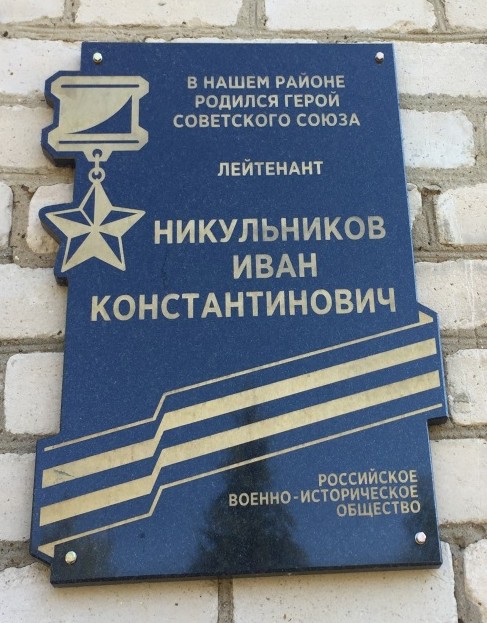 В НАШЕМ РАЙОНЕ
РОДИЛСЯ ГЕРОЙ
СОВЕТСКОГО СОЮЗА
ЛЕЙТЕНАНТ
НИКУЛЬНИКОВ
ИВАН
КОНСТАНТИНОВИЧ
РОССИЙСКОЕ
ВОЕННО-ИСТОРИЧЕСКОЕ
ОБЩЕСТВО